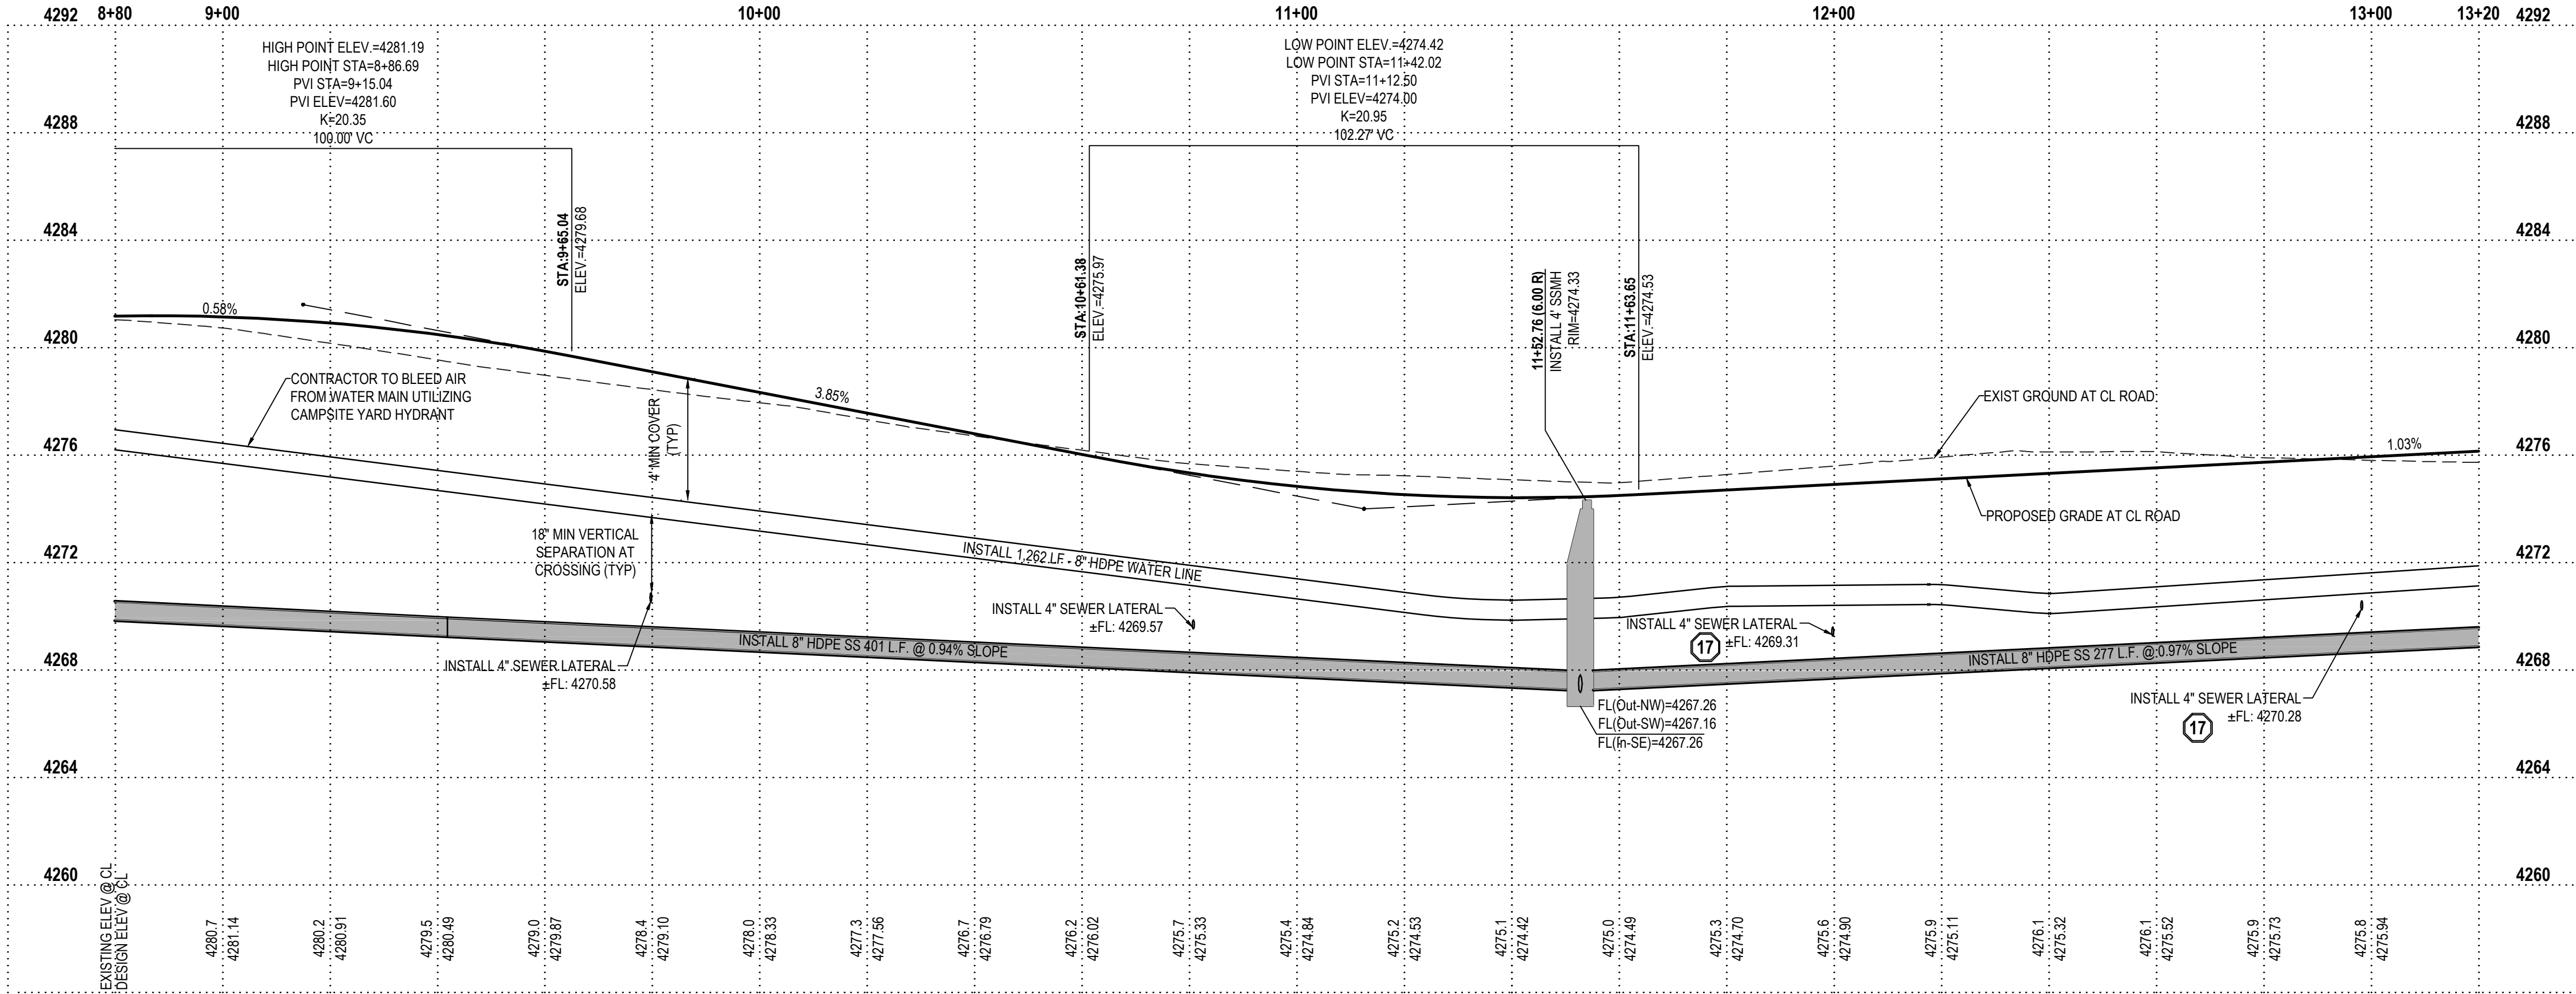 4292 8+80 9+00 10+00 11+00 12+00 13+00 13+20 4292
HIGH POINT ELEV.=4281.19
HIGH POINT STA=8+86.69
PVI STA=9+15.04
PVI ELEV=4281.60
K=20.35
100.00' VC
LOW POINT ELEV.=4274.42
LOW POINT STA=11+42.02
PVI STA=11+12.50
PVI ELEV=4274.00
K=20.95
102.27' VC
4288 4288
4284 4284
STA:9+65.04
ELEV.=4279.68
STA:10+61.38
ELEV.=4275.97
11+52.76 (6.00 R)
INSTALL 4' SSMH
RIM=4274.33
STA:11+63.65
ELEV.=4274.53
0.58%
4280 4280
CONTRACTOR TO BLEED AIR
FROM WATER MAIN UTILIZING
CAMPSITE YARD HYDRANT
3.85%
4' MIN COVER
(TYP)
EXIST GROUND AT CL ROAD
1.03%
4276 4276
PROPOSED GRADE AT CL ROAD
18" MIN VERTICAL
SEPARATION AT
CROSSING (TYP)
INSTALL 1,262 LF - 8" HDPE WATER LINE
4272 4272
INSTALL 4" SEWER LATERAL
±FL: 4269.57
INSTALL 4" SEWER LATERAL
17 ±FL: 4269.31
INSTALL 8" HDPE SS 401 L.F. @ 0.94% SLOPE
INSTALL 8" HDPE SS 277 L.F. @ 0.97% SLOPE
4268 4268
INSTALL 4" SEWER LATERAL
±FL: 4270.58
FL(Out-NW)=4267.26
FL(Out-SW)=4267.16
FL(In-SE)=4267.26
INSTALL 4" SEWER LATERAL
17 ±FL: 4270.28
4264 4264
4260 4260
EXISTING ELEV @ CL
DESIGN ELEV @ CL
4280.7
4281.14
4280.2
4280.91
4279.5
4280.49
4279.0
4279.87
4278.4
4279.10
4278.0
4278.33
4277.3
4277.56
4276.7
4276.79
4276.2
4276.02
4275.7
4275.33
4275.4
4274.84
4275.2
4274.53
4275.1
4274.42
4275.0
4274.49
4275.3
4274.70
4275.6
4274.90
4275.9
4275.11
4276.1
4275.32
4276.1
4275.52
4275.9
4275.73
4275.8
4275.94